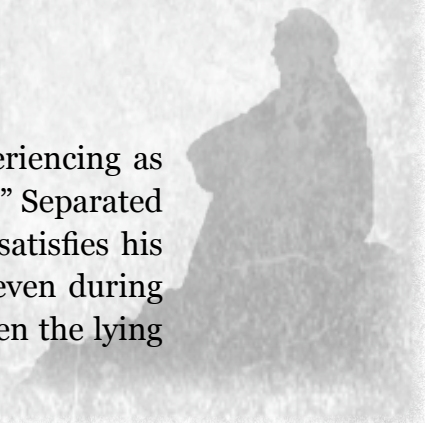 eriencing as
” Separated
satisfies his
even during
en the lying